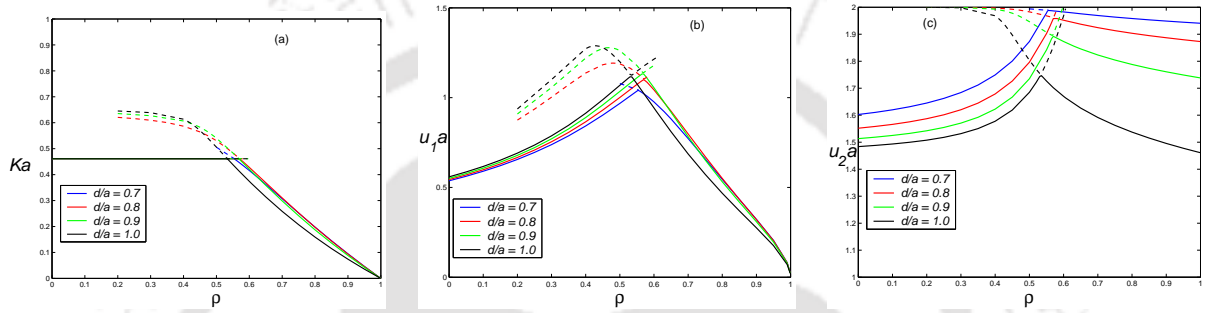 (a)
1
0.9
0.8
0.7
0.6
0.5
0.4
0.3
0.2
0.1
0
Ka
d/a = 0.7
d/a = 0.8
d/a = 0.9
d/a = 1.0
0 0.1 0.2 0.3 0.4 0.5 0.6 0.7 0.8 0.9 1
ρ
(b)
1.5
1
0.5
0
u₁a
d/a = 0.7
d/a = 0.8
d/a = 0.9
d/a = 1.0
0 0.1 0.2 0.3 0.4 0.5 0.6 0.7 0.8 0.9 1
ρ
(c)
2
1.9
1.8
1.7
1.6
1.5
1.4
1.3
1.2
1.1
1
u₂a
d/a = 0.7
d/a = 0.8
d/a = 0.9
d/a = 1.0
0 0.1 0.2 0.3 0.4 0.5 0.6 0.7 0.8 0.9 1
ρ